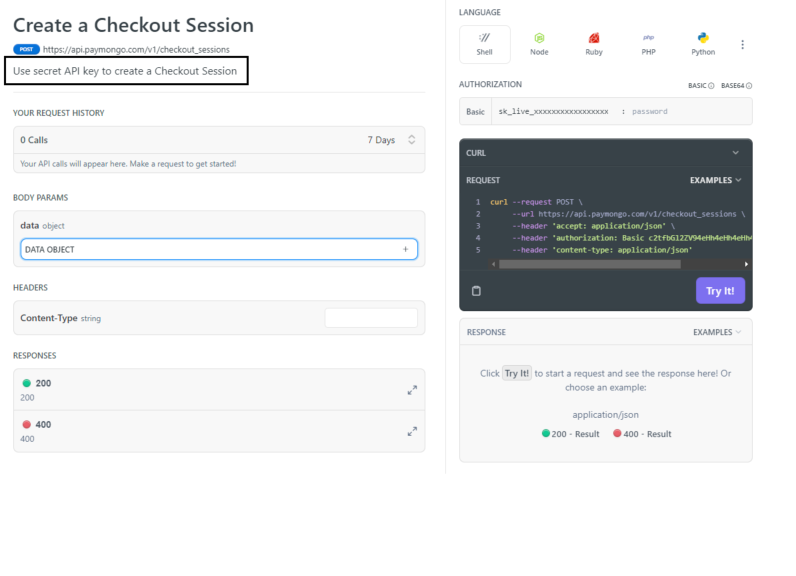 Create a Checkout Session
POST https://api.paymongo.com/v1/checkout_sessions
Use secret API key to create a Checkout Session
YOUR REQUEST HISTORY
0 Calls 7 Days
Your API calls will appear here. Make a request to get started!
BODY PARAMS
data object
DATA OBJECT +
HEADERS
Content-Type string
RESPONSES
200
200
400
400
LANGUAGE
Shell Node Ruby PHP Python
AUTHORIZATION BASIC BASE64
Basic sk_live_xxxxxxxxxxxxxxxxx : password
CURL
REQUEST EXAMPLES
1 curl --request POST \
2 --url https://api.paymongo.com/v1/checkout_sessions \
3 --header 'accept: application/json' \
4 --header 'authorization: Basic
5 --header 'content-type: application/json'
Try It!
RESPONSE EXAMPLES
Click Try It! to start a request and see the response here! Or
choose an example:
application/json
200 - Result 400 - Result